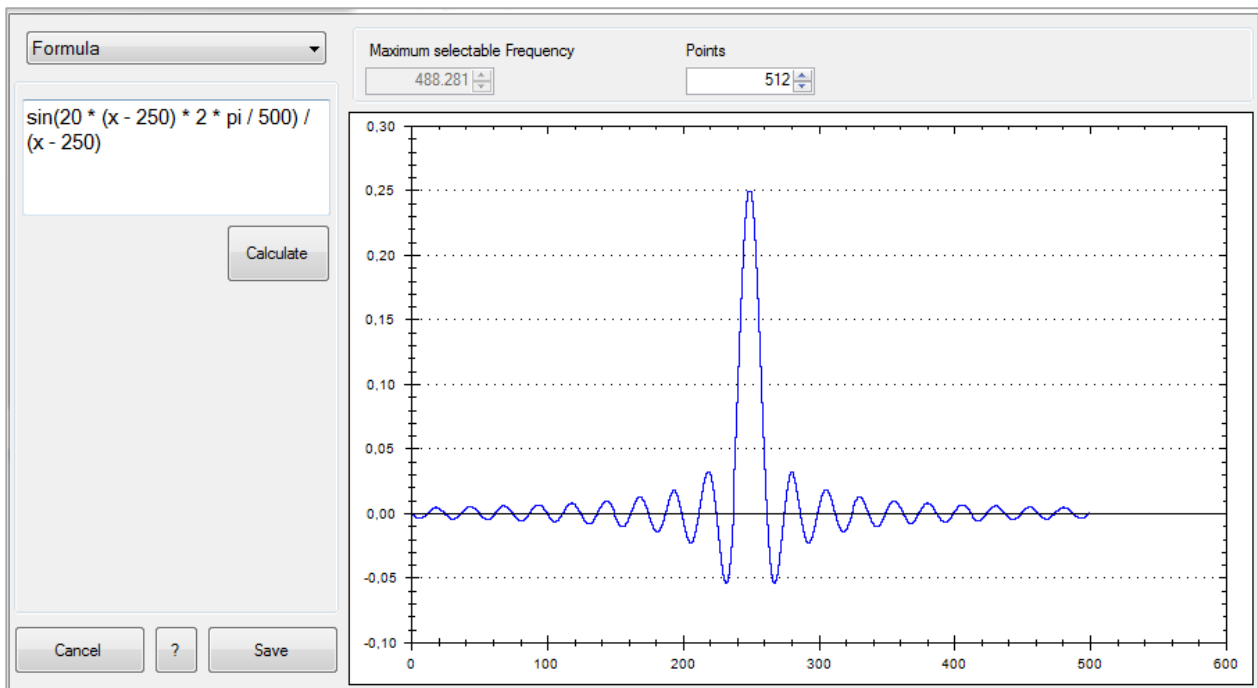 Formula
Maximum selectable Frequency
Points
488.281
512
sin(20 * (x - 250) * 2 * pi / 500) /
(x - 250)
Calculate
0,30
0,25
0,20
0,15
0,10
0,05
0,00
-0,05
-0,10
0 100 200 300 400 500 600
Cancel
?
Save